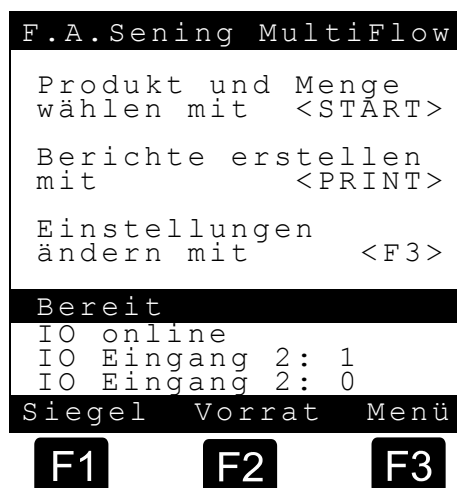 F.A.Sening MultiFlow
Produkt und Menge
wählen mit <START>
Berichte erstellen
mit <PRINT>
Einstellungen
ändern mit <F3>
Bereit
IO online
IO Eingang 2: 1
IO Eingang 2: 0
Siegel Vorrat Menü
F1 F2 F3